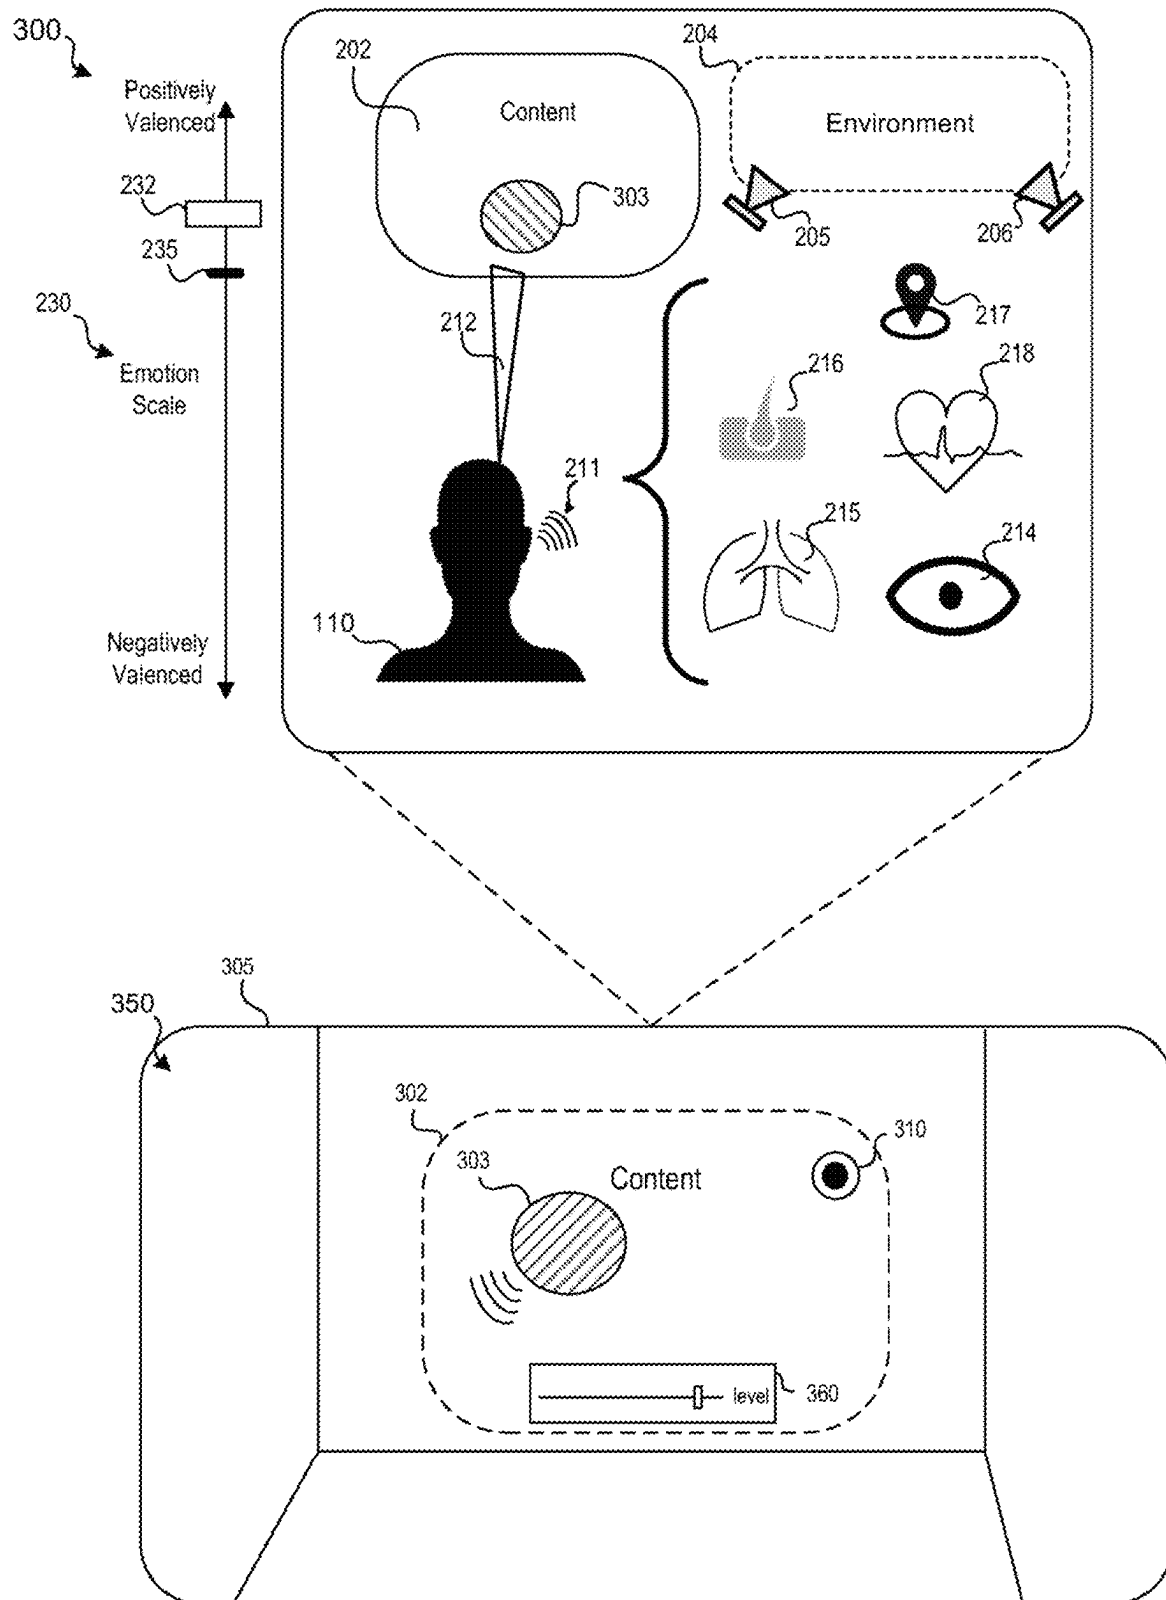 300
Positively
Valenced
232
235
230
Emotion
Scale
Negatively
Valenced
202
Content
303
204
Environment
205
206
217
212
216
218
211
215
214
110
305
350
302
303
Content
310
level
360